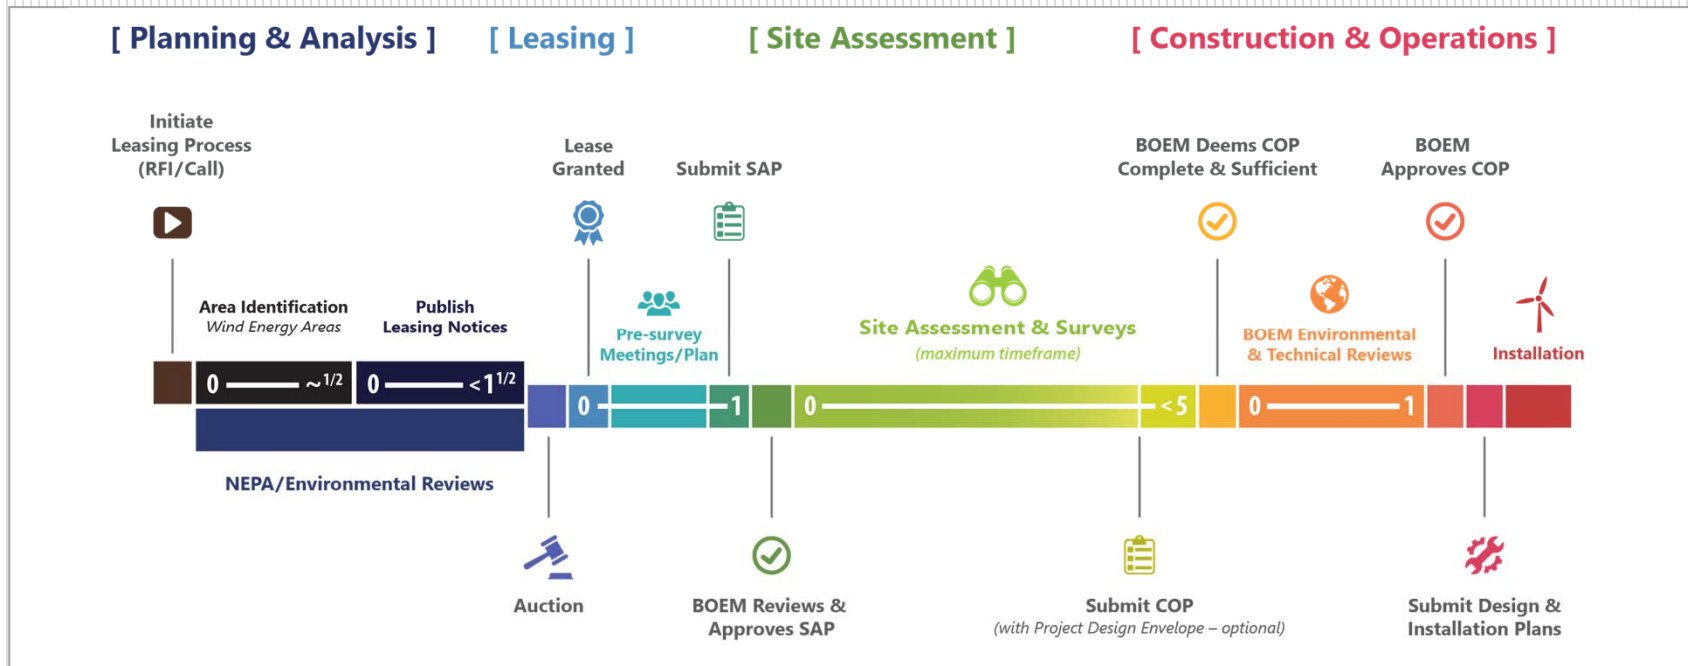 [ Planning & Analysis ]
[ Leasing ]
[ Site Assessment ]
[ Construction & Operations ]
Initiate
Leasing Process
(RFI/Call)
Lease
Granted
Submit SAP
BOEM Deems COP
Complete & Sufficient
BOEM
Approves COP
Area Identification
Wind Energy Areas
Publish
Leasing Notices
Pre-survey
Meetings/Plan
Site Assessment & Surveys
(maximum timeframe)
BOEM Environmental
& Technical Reviews
Installation
0 ~1/2
0 <1 1/2
0 1
0 <5
0 1
NEPA/Environmental Reviews
Auction
BOEM Reviews &
Approves SAP
Submit COP
(with Project Design Envelope – optional)
Submit Design &
Installation Plans